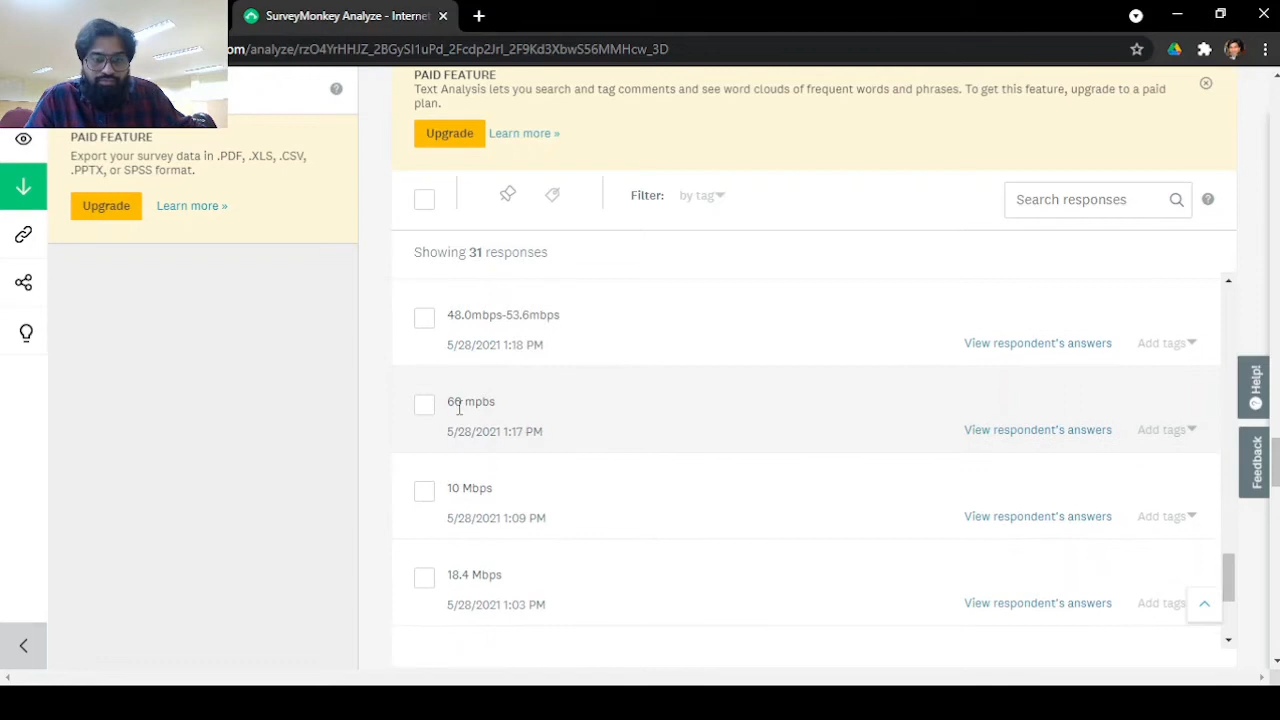 SurveyMonkey Analyze - Internet
om/analyze/rzO4YrHHJZ_2BGySI1uPd_2Fcdp2JrI_2F9Kd3XbwS56MMHcw_3D
PAID FEATURE
Text Analysis lets you search and tag comments and see word clouds of frequent words and phrases. To get this feature, upgrade to a paid
plan.
Upgrade Learn more »
PAID FEATURE
Export your survey data in .PDF, .XLS, .CSV,
.PPTX, or SPSS format.
Upgrade Learn more »
Filter: by tag
Search responses
Showing 31 responses
48.0mbps-53.6mbps
5/28/2021 1:18 PM
View respondent's answers Add tags
mpbs
5/28/2021 1:17 PM
View respondent's answers Add tags
10 Mbps
5/28/2021 1:09 PM
View respondent's answers Add tags
18.4 Mbps
5/28/2021 1:03 PM
View respondent's answers Add tags
Help!
Feedback